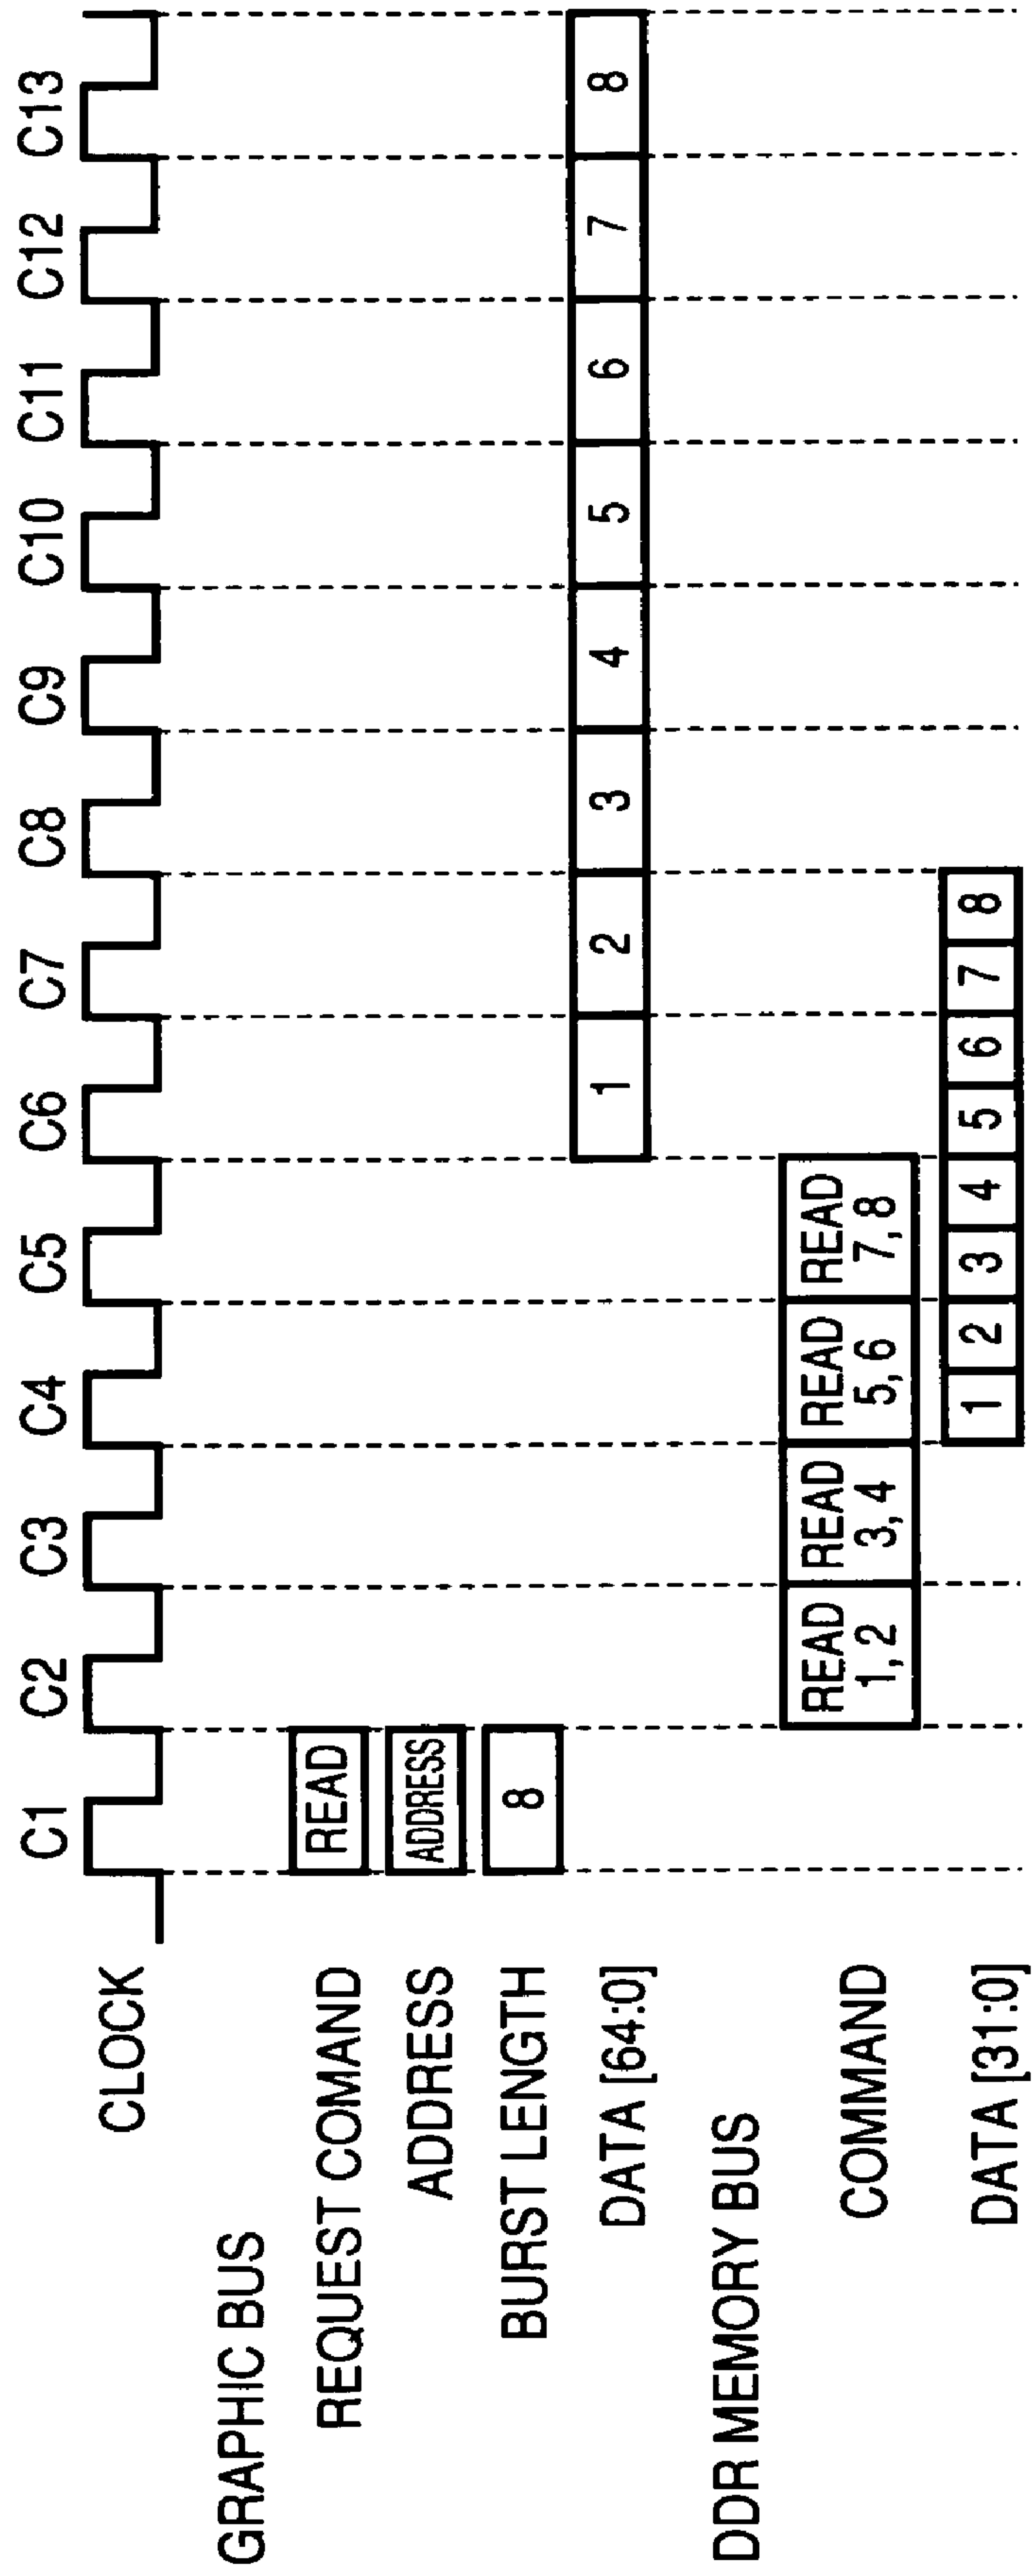 C1 C2 C3 C4 C5 C6 C7 C8 C9 C10 C11 C12 C13
CLOCK
GRAPHIC BUS
REQUEST COMAND READ
ADDRESS ADDRESS
BURST LENGTH 8
DATA [64:0] 1 2 3 4 5 6 7 8
DDR MEMORY BUS
COMMAND READ 1, 2 READ 3, 4 READ 5, 6 READ 7, 8
DATA [31:0] 1 2 3 4 5 6 7 8